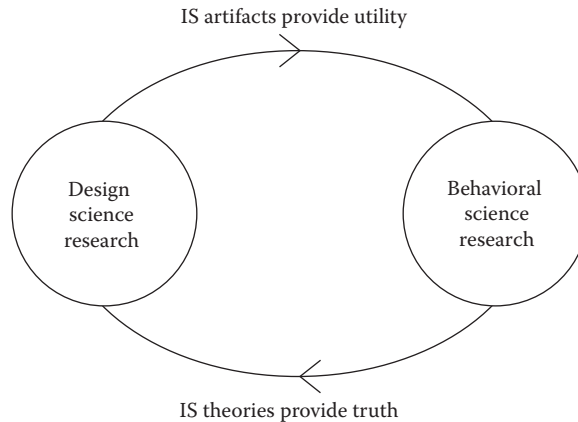 IS artifacts provide utility
Design
science
research
Behavioral
science
research
IS theories provide truth